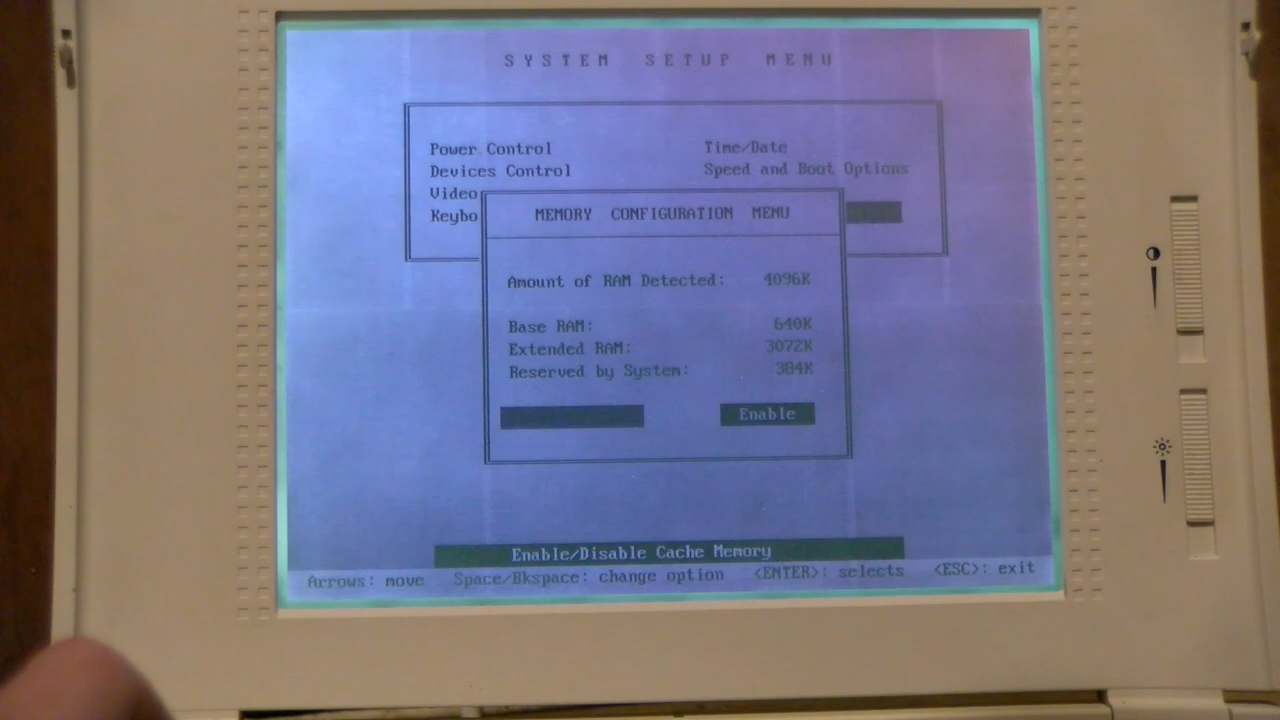 SYSTEM SETUP MENU
Power Control Time/Date
Devices Control Speed and Boot Options
Video
Keybo
MEMORY CONFIGURATION MENU
Amount of RAM Detected: 4096K
Base RAM: 640K
Extended RAM: 3072K
Reserved by System: 384K
Enable
Enable/Disable Cache Memory
Arrows: move Space/Bkspace: change option <ENTER>: selects <ESC>: exit